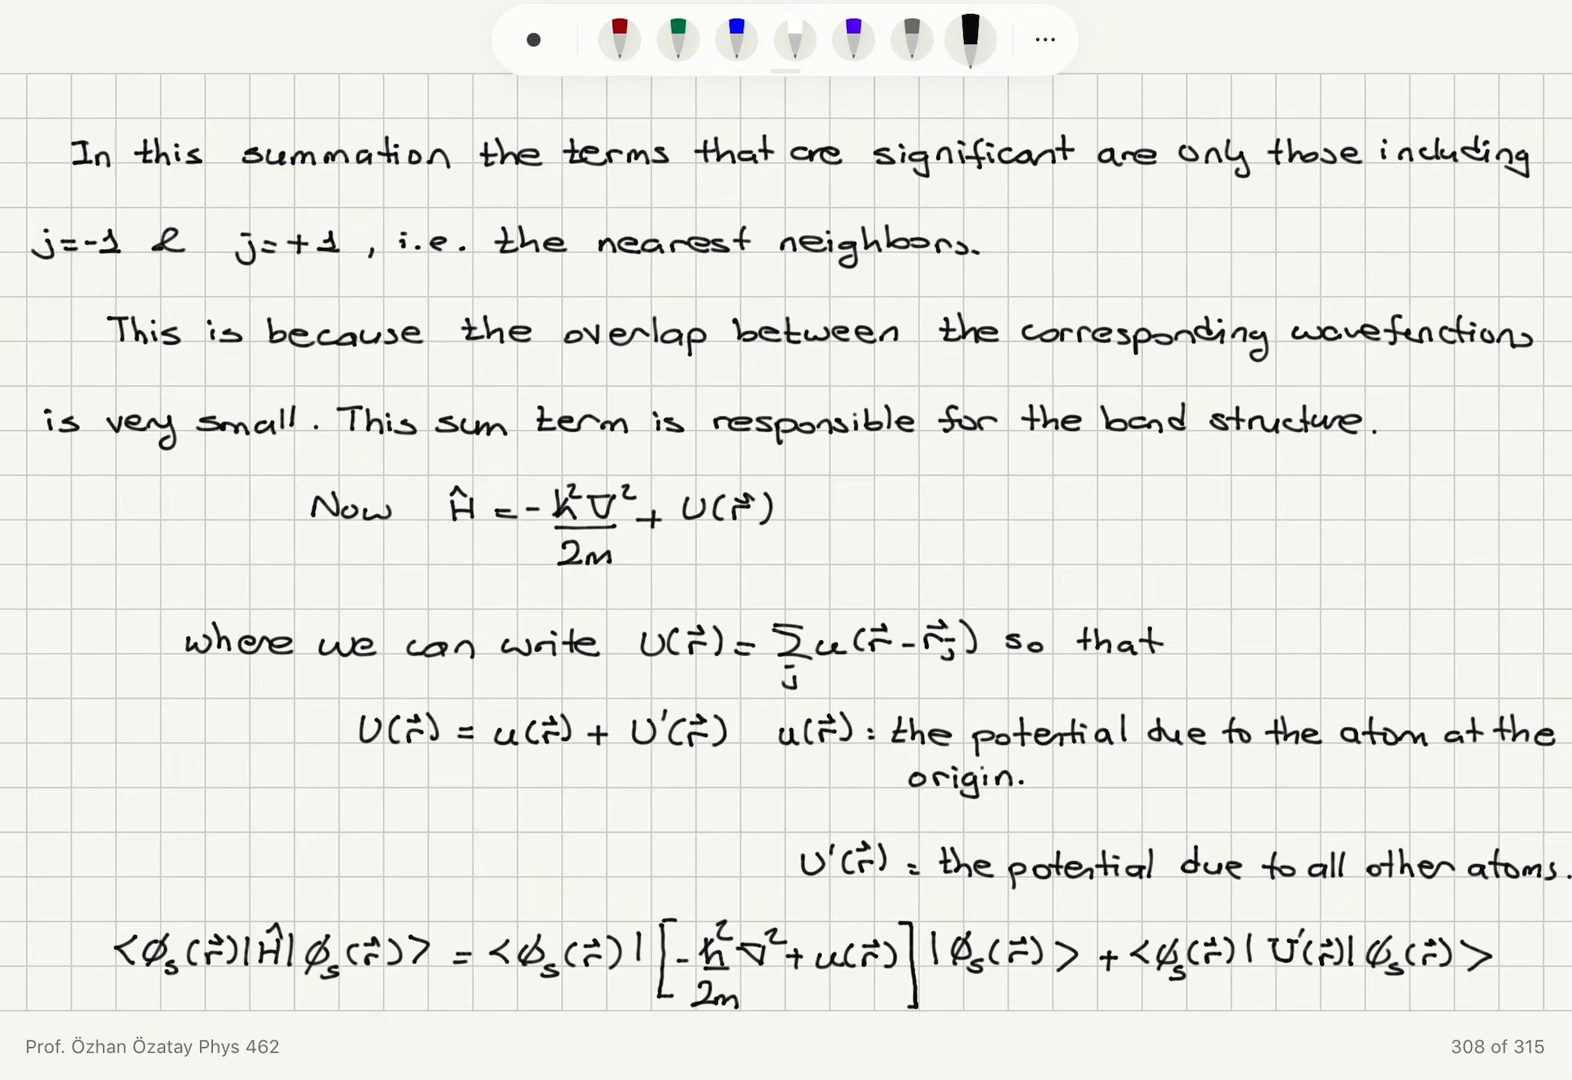 In this summation the terms that are significant are only those including
j=-1 & j=+1, i.e. the nearest neighbors.
This is because the overlap between the corresponding wavefunctions
is very small. This sum term is responsible for the band structure.
Now Ĥ = -ħ²∇²/2m + U(r⃗)
where we can write U(r⃗) = Σ_j u(r⃗ - r⃗_j) so that
U(r⃗) = u(r⃗) + U'(r⃗) u(r⃗) : the potential due to the atom at the
origin.
U'(r⃗) = the potential due to all other atoms.
<ϕ_s(r⃗)|Ĥ|ϕ_s(r⃗)> = <ϕ_s(r⃗)| [-ħ²/2m ∇² + u(r⃗)] |ϕ_s(r⃗)> + <ϕ_s(r⃗)| U'(r⃗)| ϕ_s(r⃗)>
Prof. Özhan Özatay Phys 462
308 of 315